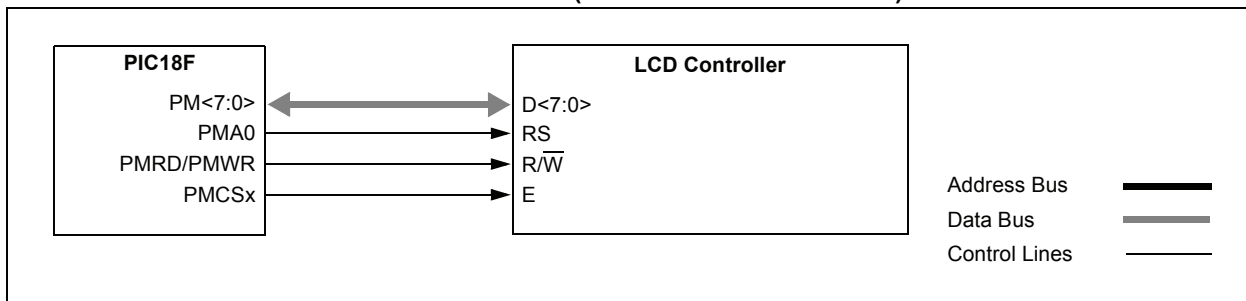 PIC18F
PM<7:0>
PMA0
PMRD/PMWR
PMCSx
LCD Controller
D<7:0>
RS
R/W̅
E
Address Bus
Data Bus
Control Lines